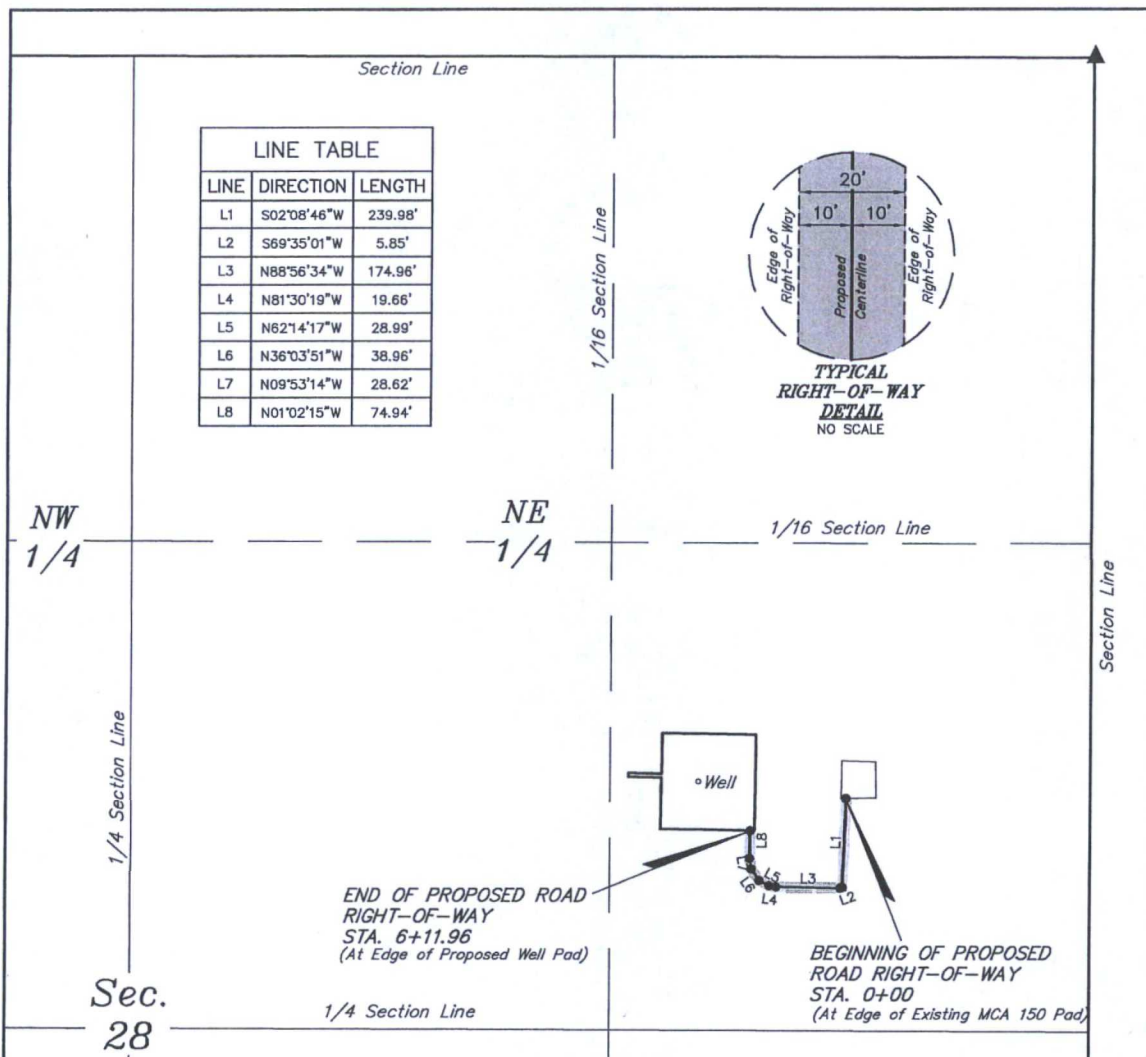 Section Line
LINE TABLE
LINE DIRECTION LENGTH
L1 S02°08'46"W 239.98'
L2 S69°35'01"W 5.85'
L3 N88°56'34"W 174.96'
L4 N81°30'19"W 19.66'
L5 N62°14'17"W 28.99'
L6 N36°03'51"W 38.96'
L7 N09°53'14"W 28.62'
L8 N01°02'15"W 74.94'
1/16 Section Line
20'
10' 10'
Edge of
Right-of-Way
Proposed
Centerline
Edge of
Right-of-Way
TYPICAL
RIGHT-OF-WAY
DETAIL
NO SCALE
NW
1/4
NE
1/4
1/16 Section Line
Section Line
1/4 Section Line
Well
L8
L7
L6
L5
L4
L3
L2
L1
END OF PROPOSED ROAD
RIGHT-OF-WAY
STA. 6+11.96
(At Edge of Proposed Well Pad)
BEGINNING OF PROPOSED
ROAD RIGHT-OF-WAY
STA. 0+00
(At Edge of Existing MCA 150 Pad)
Sec.
28
1/4 Section Line